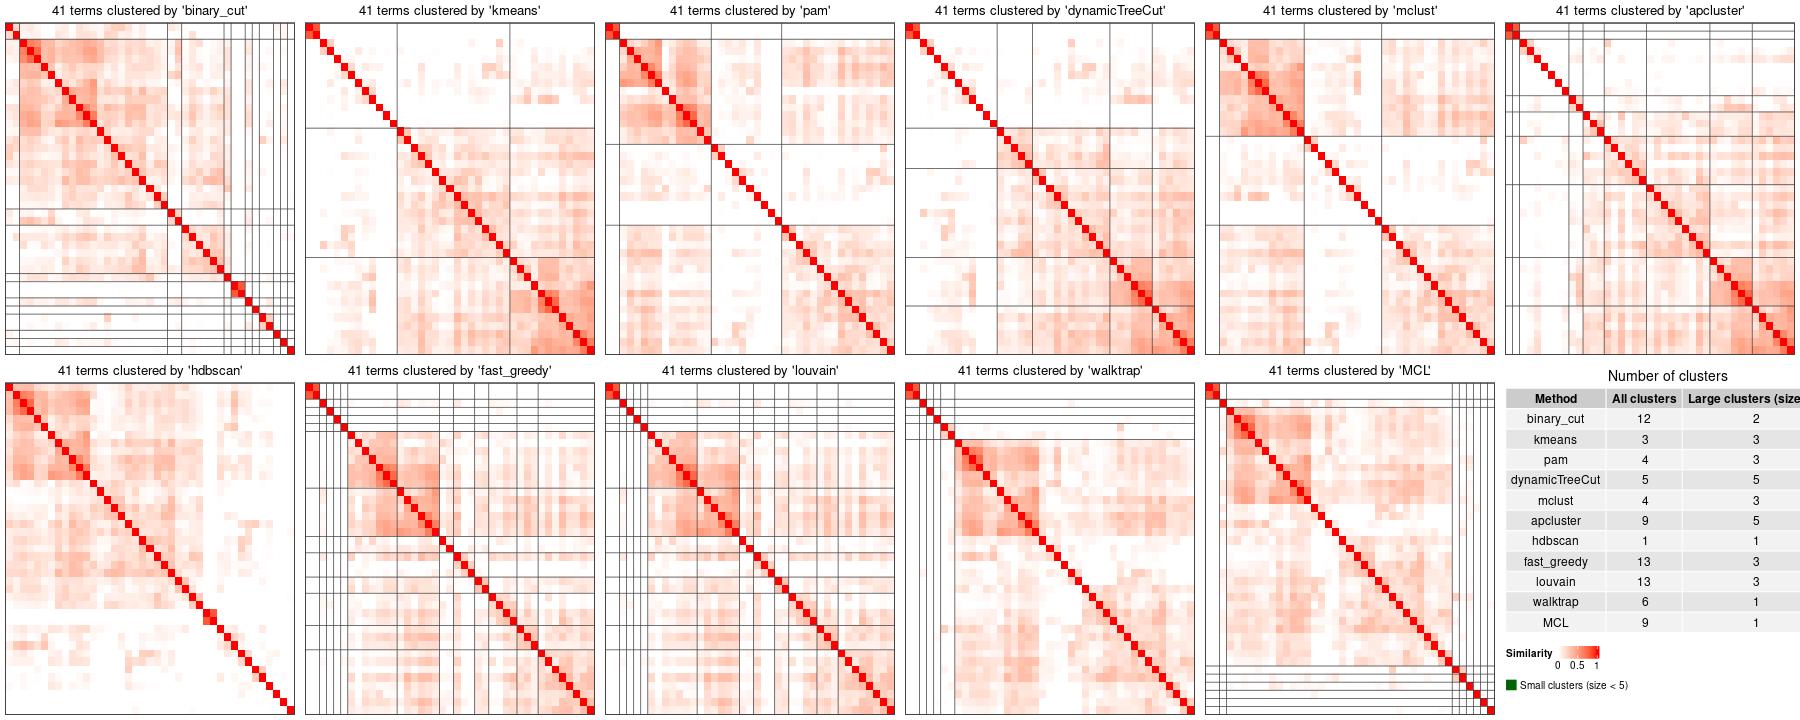 41 terms clustered by 'binary_cut'
41 terms clustered by 'kmeans'
41 terms clustered by 'pam'
41 terms clustered by 'dynamicTreeCut'
41 terms clustered by 'mclust'
41 terms clustered by 'apcluster'
41 terms clustered by 'hdbscan'
41 terms clustered by 'fast_greedy'
41 terms clustered by 'louvain'
41 terms clustered by 'walktrap'
41 terms clustered by 'MCL'
Number of clusters
Method All clusters Large clusters (size
binary_cut 12 2
kmeans 3 3
pam 4 3
dynamicTreeCut 5 5
mclust 4 3
apcluster 9 5
hdbscan 1 1
fast_greedy 13 3
louvain 13 3
walktrap 6 1
MCL 9 1
Similarity
0 0.5 1
Small clusters (size < 5)